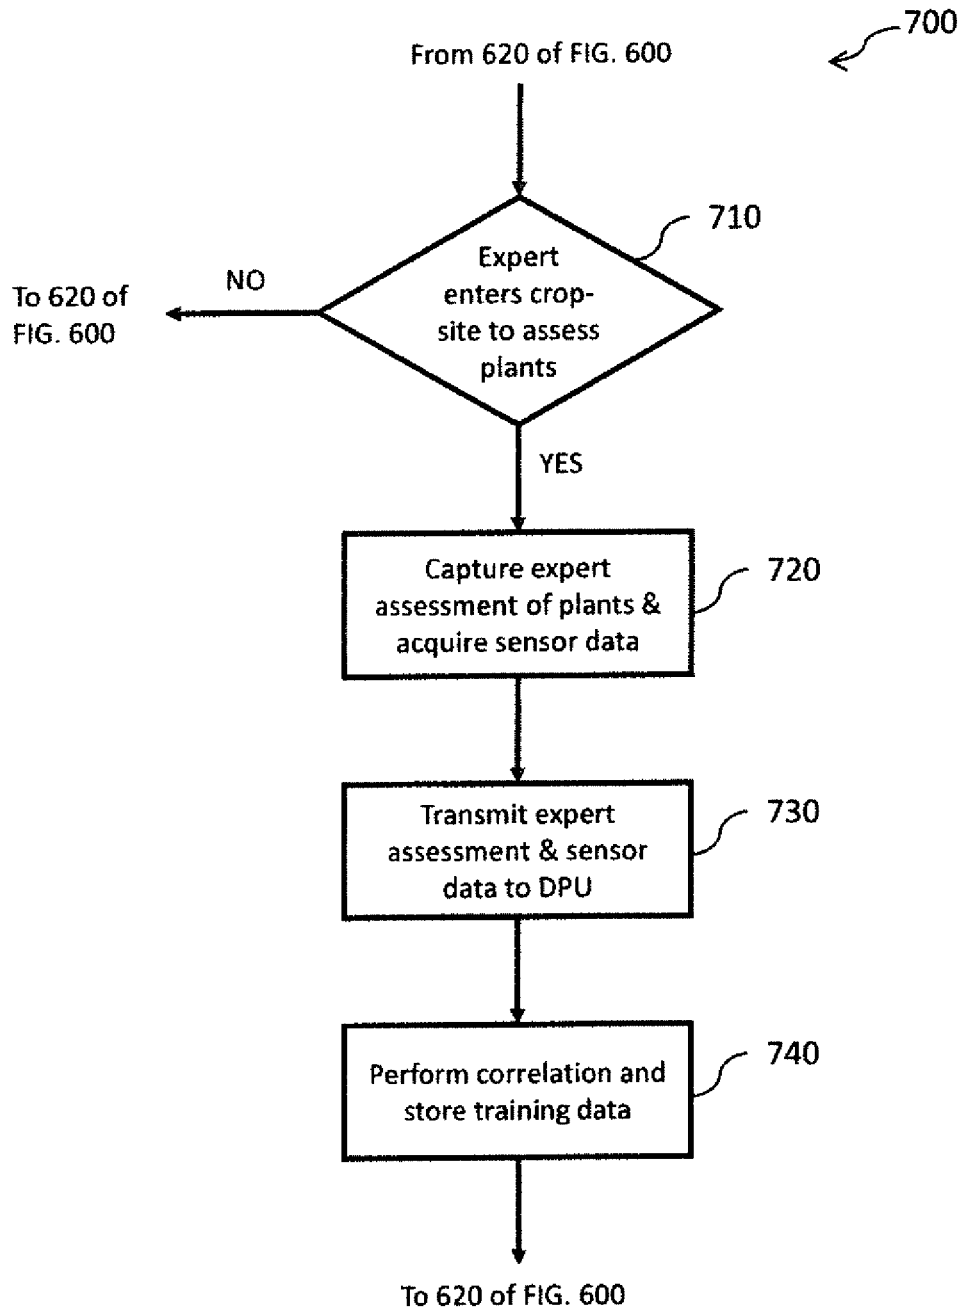 700
From 620 of FIG. 600
710
Expert
enters crop-
site to assess
plants
NO
To 620 of
FIG. 600
YES
720
Capture expert
assessment of plants &
acquire sensor data
730
Transmit expert
assessment & sensor
data to DPU
740
Perform correlation and
store training data
To 620 of FIG. 600